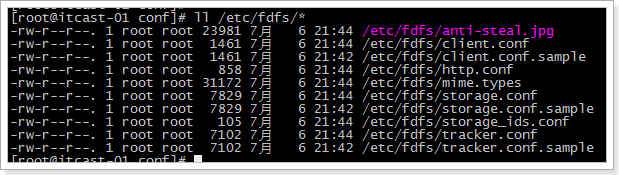 [root@itcast-01 conf]# ll /etc/fdfs/*
-rw-r--r--. 1 root root 23981 7月   6 21:44 /etc/fdfs/anti-steal.jpg
-rw-r--r--. 1 root root  1461 7月   6 21:44 /etc/fdfs/client.conf
-rw-r--r--. 1 root root  1461 7月   6 21:42 /etc/fdfs/client.conf.sample
-rw-r--r--. 1 root root   858 7月   6 21:44 /etc/fdfs/http.conf
-rw-r--r--. 1 root root 31172 7月   6 21:44 /etc/fdfs/mime.types
-rw-r--r--. 1 root root  7829 7月   6 21:44 /etc/fdfs/storage.conf
-rw-r--r--. 1 root root  7829 7月   6 21:42 /etc/fdfs/storage.conf.sample
-rw-r--r--. 1 root root   105 7月   6 21:44 /etc/fdfs/storage_ids.conf
-rw-r--r--. 1 root root  7102 7月   6 21:44 /etc/fdfs/tracker.conf
-rw-r--r--. 1 root root  7102 7月   6 21:42 /etc/fdfs/tracker.conf.sample
[root@itcast-01 conf]#